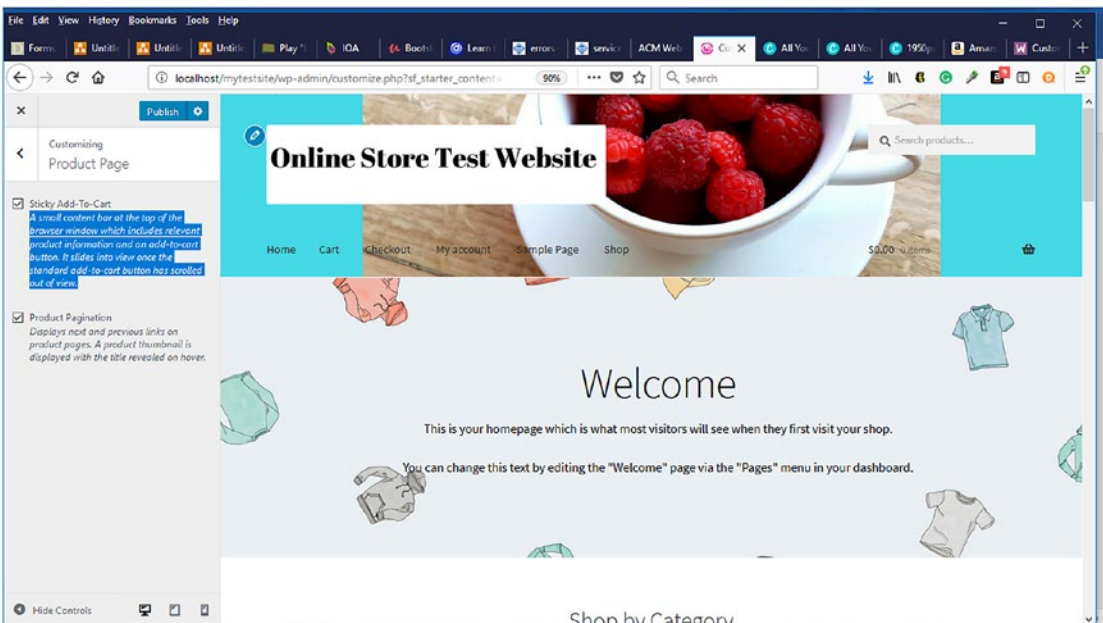 File Edit View History Bookmarks Tools Help
Forms Untitle Untitle Untitle Play "I IOA Bootst Learn errors- service ACM Web Cu X All You All You 1950p Amaz Custo +
localhost/mytestsite/wp-admin/customize.php?sf_starter_content= 90% Search
Publish
Customizing
Product Page
Sticky Add-To-Cart
A small content bar at the top of the
browser window which includes relevant
product information and an add-to-cart
button. It slides into view once the
standard add-to-cart button has scrolled
out of view.
Product Pagination
Displays next and previous links on
product pages. A product thumbnail is
displayed with the title revealed on hover.
Hide Controls
Online Store Test Website
Search products...
Home Cart Checkout My account Sample Page Shop $0.00 0 items
Welcome
This is your homepage which is what most visitors will see when they first visit your shop.
You can change this text by editing the "Welcome" page via the "Pages" menu in your dashboard.
Shop by Category